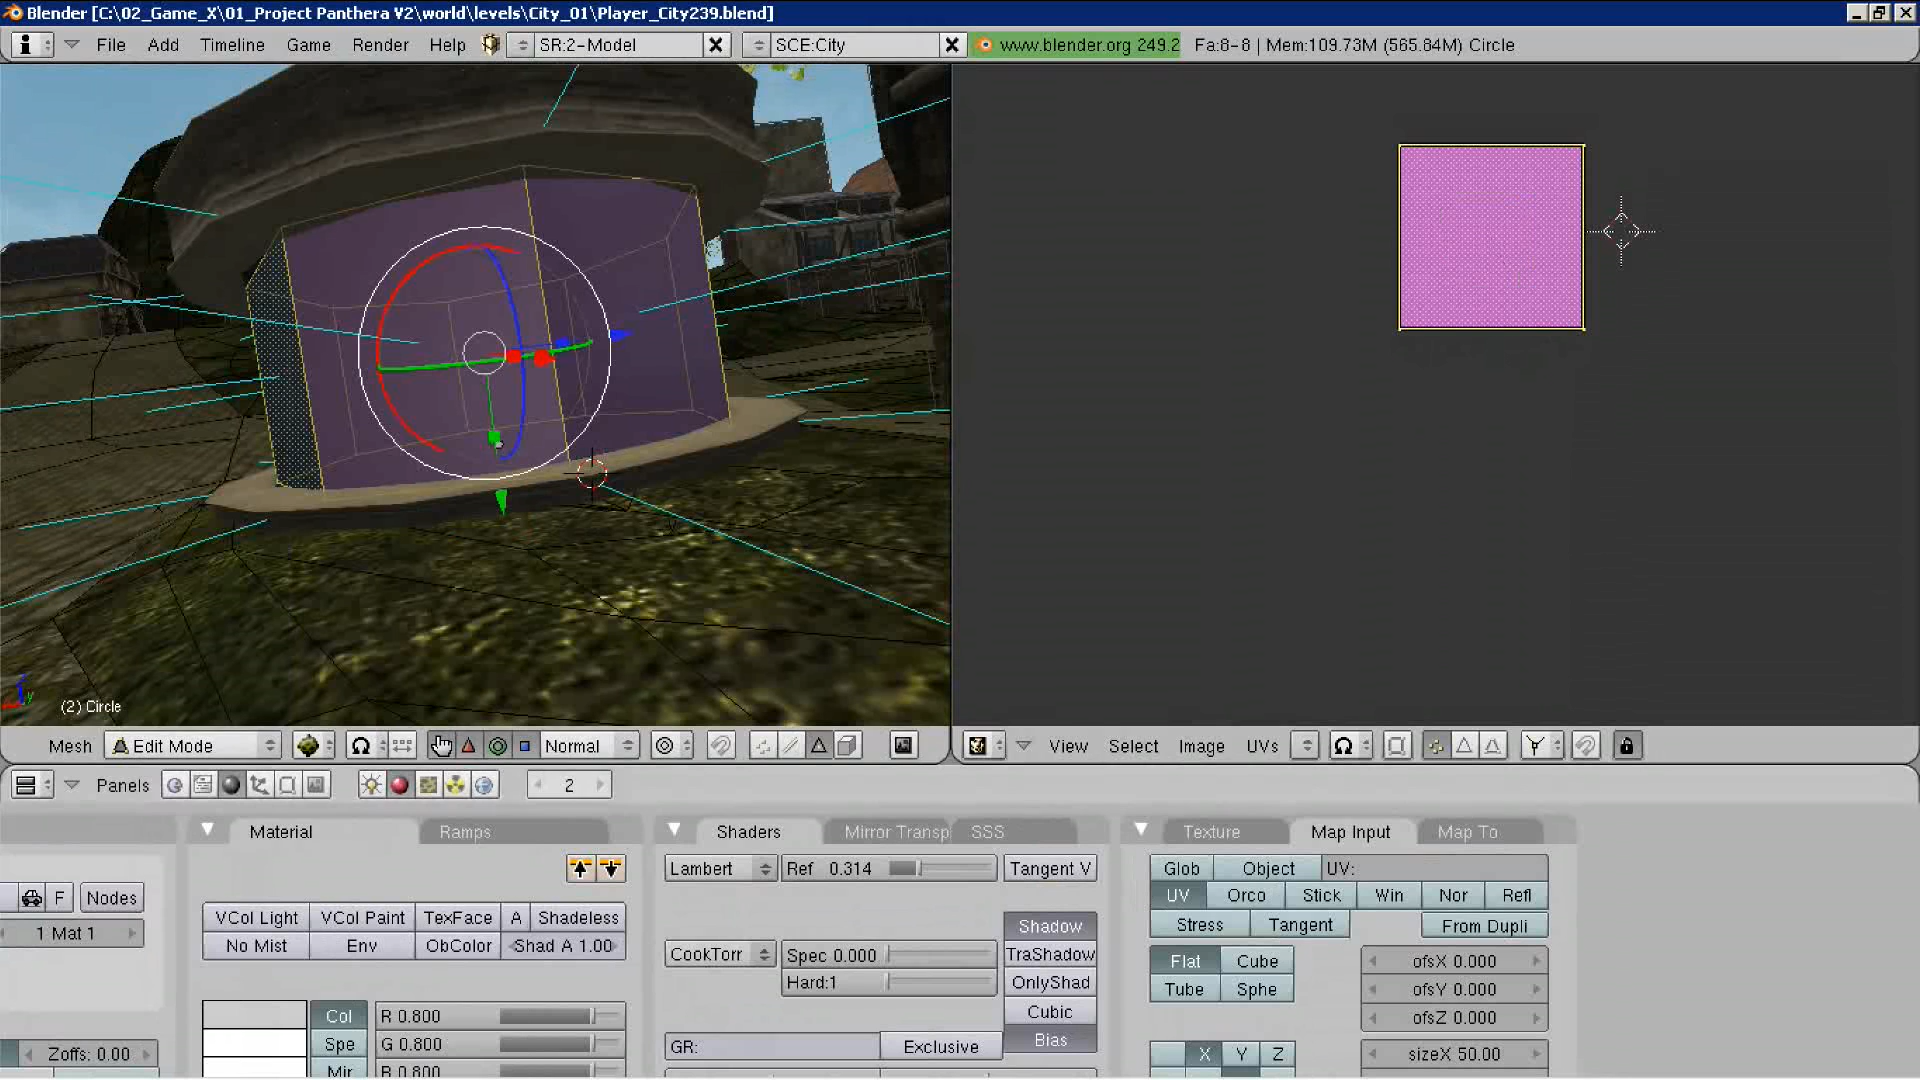 Blender [C:\02_Game_X\01_Project Panthera V2\world\levels\City_01\Player_City239.blend]
File Add Timeline Game Render Help SR:2-Model X SCE:City X www.blender.org 249.2 Fa:8-8 | Mem:109.73M (565.84M) Circle
(2) Circle
Mesh Edit Mode Normal
View Select Image UVs
Panels 2
Material Ramps
Shaders Mirror Transp SSS
Texture Map Input Map To
F Nodes
1 Mat 1
Zoffs: 0.00
VCol Light VCol Paint TexFace A Shadeless
No Mist Env ObColor Shad A 1.00
Col R 0.800
Spe G 0.800
Mir B 0.800
Lambert Ref 0.314 Tangent V
Shadow
CookTorr Spec 0.000 TraShadow
Hard:1 OnlyShad
Cubic
GR: Exclusive Bias
Glob Object UV:
UV Orco Stick Win Nor Refl
Stress Tangent From Dupli
Flat Cube ofsX 0.000
Tube Sphe ofsY 0.000
ofsZ 0.000
X Y Z sizeX 50.00